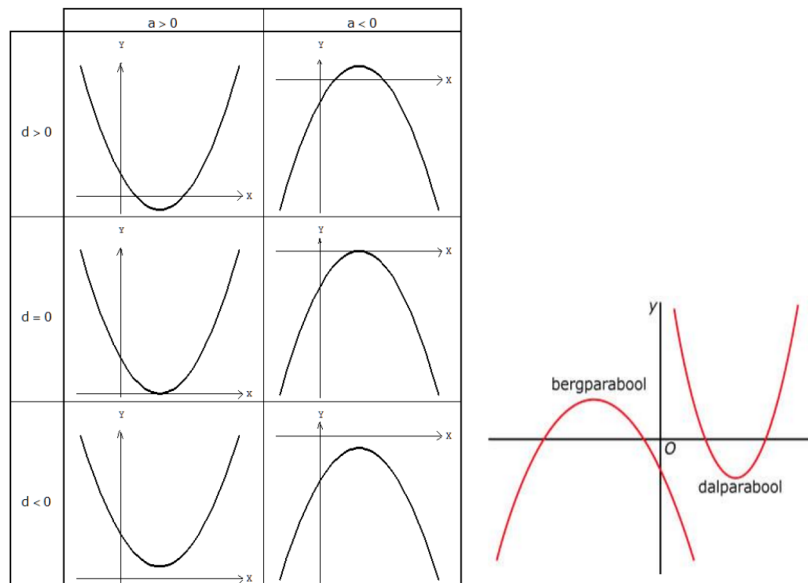 a > 0
a < 0
d > 0
Y
X
Y
X
d = 0
Y
X
Y
X
d < 0
Y
X
Y
X
y
bergparabool
O
dalparabool